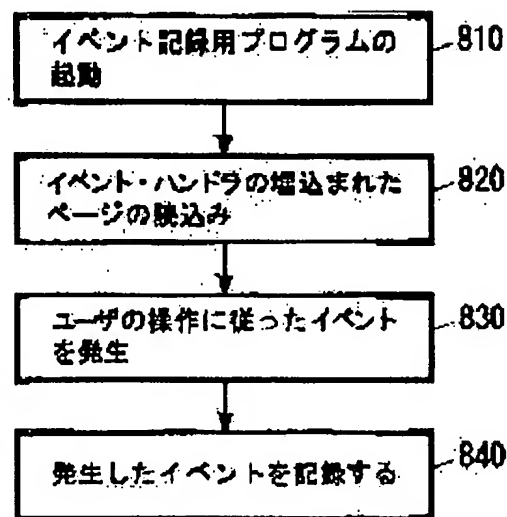 イベント記録用プログラムの
起動
810
イベント・ハンドラの埋込まれた
ページの読込み
820
ユーザの操作に従ったイベント
を発生
830
発生したイベントを記録する
840